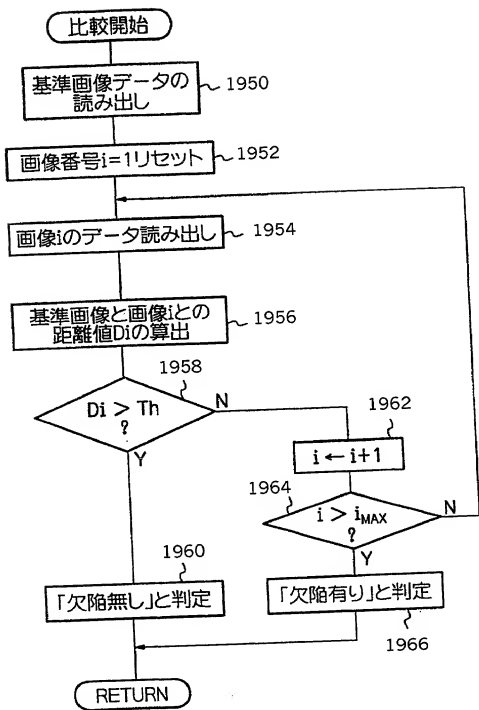 比較開始
基準画像データの
読み出し
1950
画像番号i=1リセット
1952
画像iのデータ読み出し
1954
基準画像と画像iとの
距離値Diの算出
1956
1958
Di > Th
?
N
Y
1962
i ← i+1
1964
i > iMAX
?
N
Y
1960
「欠陥無し」と判定
「欠陥有り」と判定
1966
RETURN